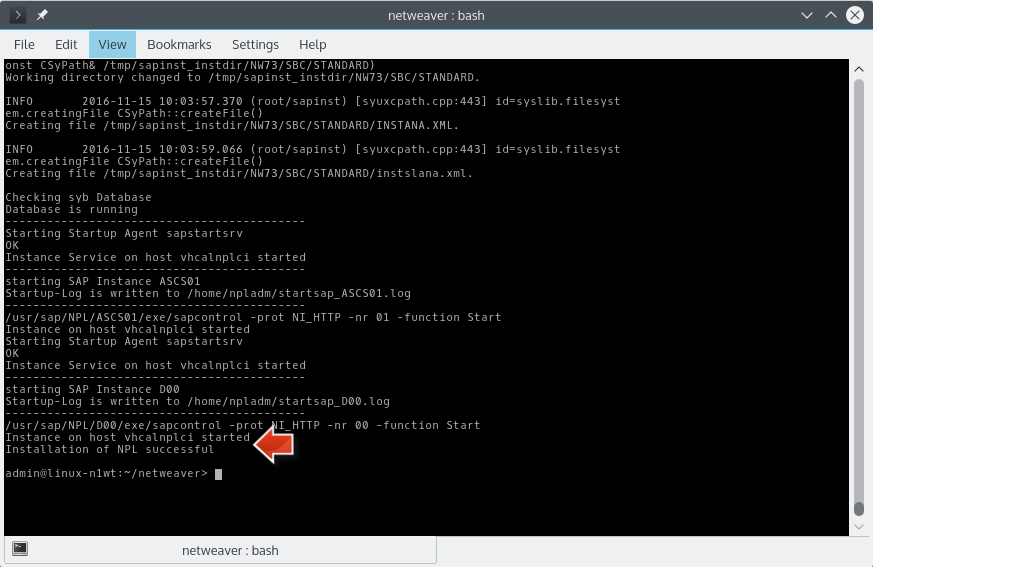 netweaver : bash
File Edit View Bookmarks Settings Help
onst CSyPath& /tmp/sapinst_instdir/NW73/SBC/STANDARD)
Working directory changed to /tmp/sapinst_instdir/NW73/SBC/STANDARD.
INFO 2016-11-15 10:03:57.370 (root/sapinst) [syuxcpath.cpp:443] id=syslib.filesyst
em.creatingFile CSyPath::createFile()
Creating file /tmp/sapinst_instdir/NW73/SBC/STANDARD/INSTANA.XML.
INFO 2016-11-15 10:03:59.066 (root/sapinst) [syuxcpath.cpp:443] id=syslib.filesyst
em.creatingFile CSyPath::createFile()
Creating file /tmp/sapinst_instdir/NW73/SBC/STANDARD/instslana.xml.
Checking syb Database
Database is running
-------------------------------------------
Starting Startup Agent sapstartsrv
OK
Instance Service on host vhcalnplci started
-------------------------------------------
starting SAP Instance ASCS01
Startup-Log is written to /home/npladm/startsap_ASCS01.log
-------------------------------------------
/usr/sap/NPL/ASCS01/exe/sapcontrol -prot NI_HTTP -nr 01 -function Start
Instance on host vhcalnplci started
Starting Startup Agent sapstartsrv
OK
Instance Service on host vhcalnplci started
-------------------------------------------
starting SAP Instance D00
Startup-Log is written to /home/npladm/startsap_D00.log
-------------------------------------------
/usr/sap/NPL/D00/exe/sapcontrol -prot NI_HTTP -nr 00 -function Start
Instance on host vhcalnplci started
Installation of NPL successful
admin@linux-n1wt:~/netweaver>
netweaver : bash